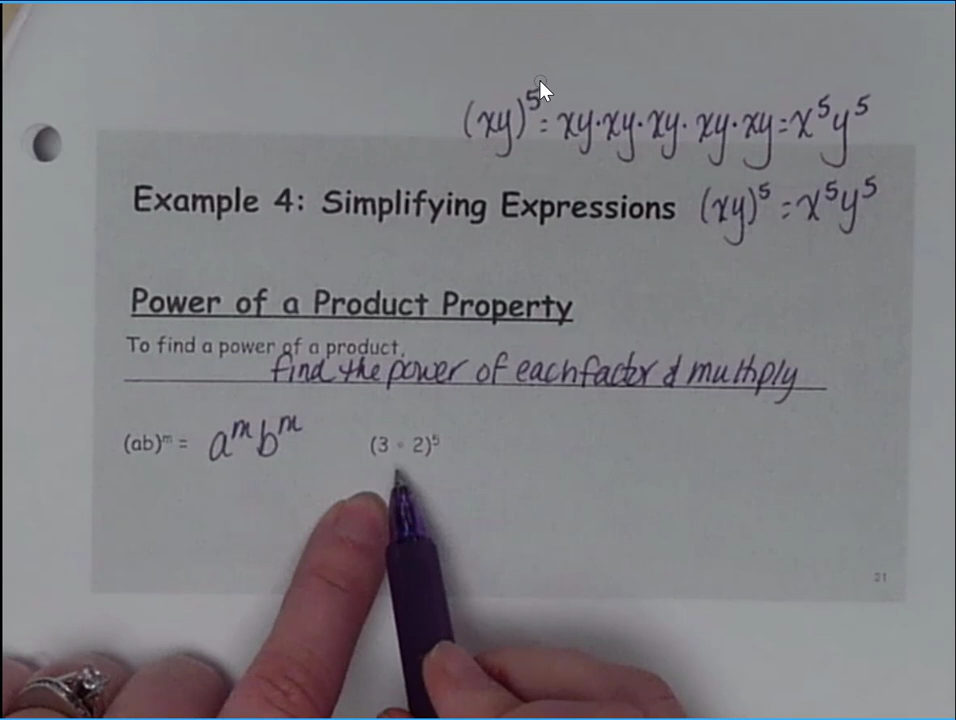 (xy)⁵ = xy·xy·xy·xy·xy = x⁵y⁵
Example 4: Simplifying Expressions (xy)⁵ = x⁵y⁵
Power of a Product Property
To find a power of a product,
find the power of each factor & multiply
(ab)ᵐ = aᵐbᵐ (3 · 2)⁵
21